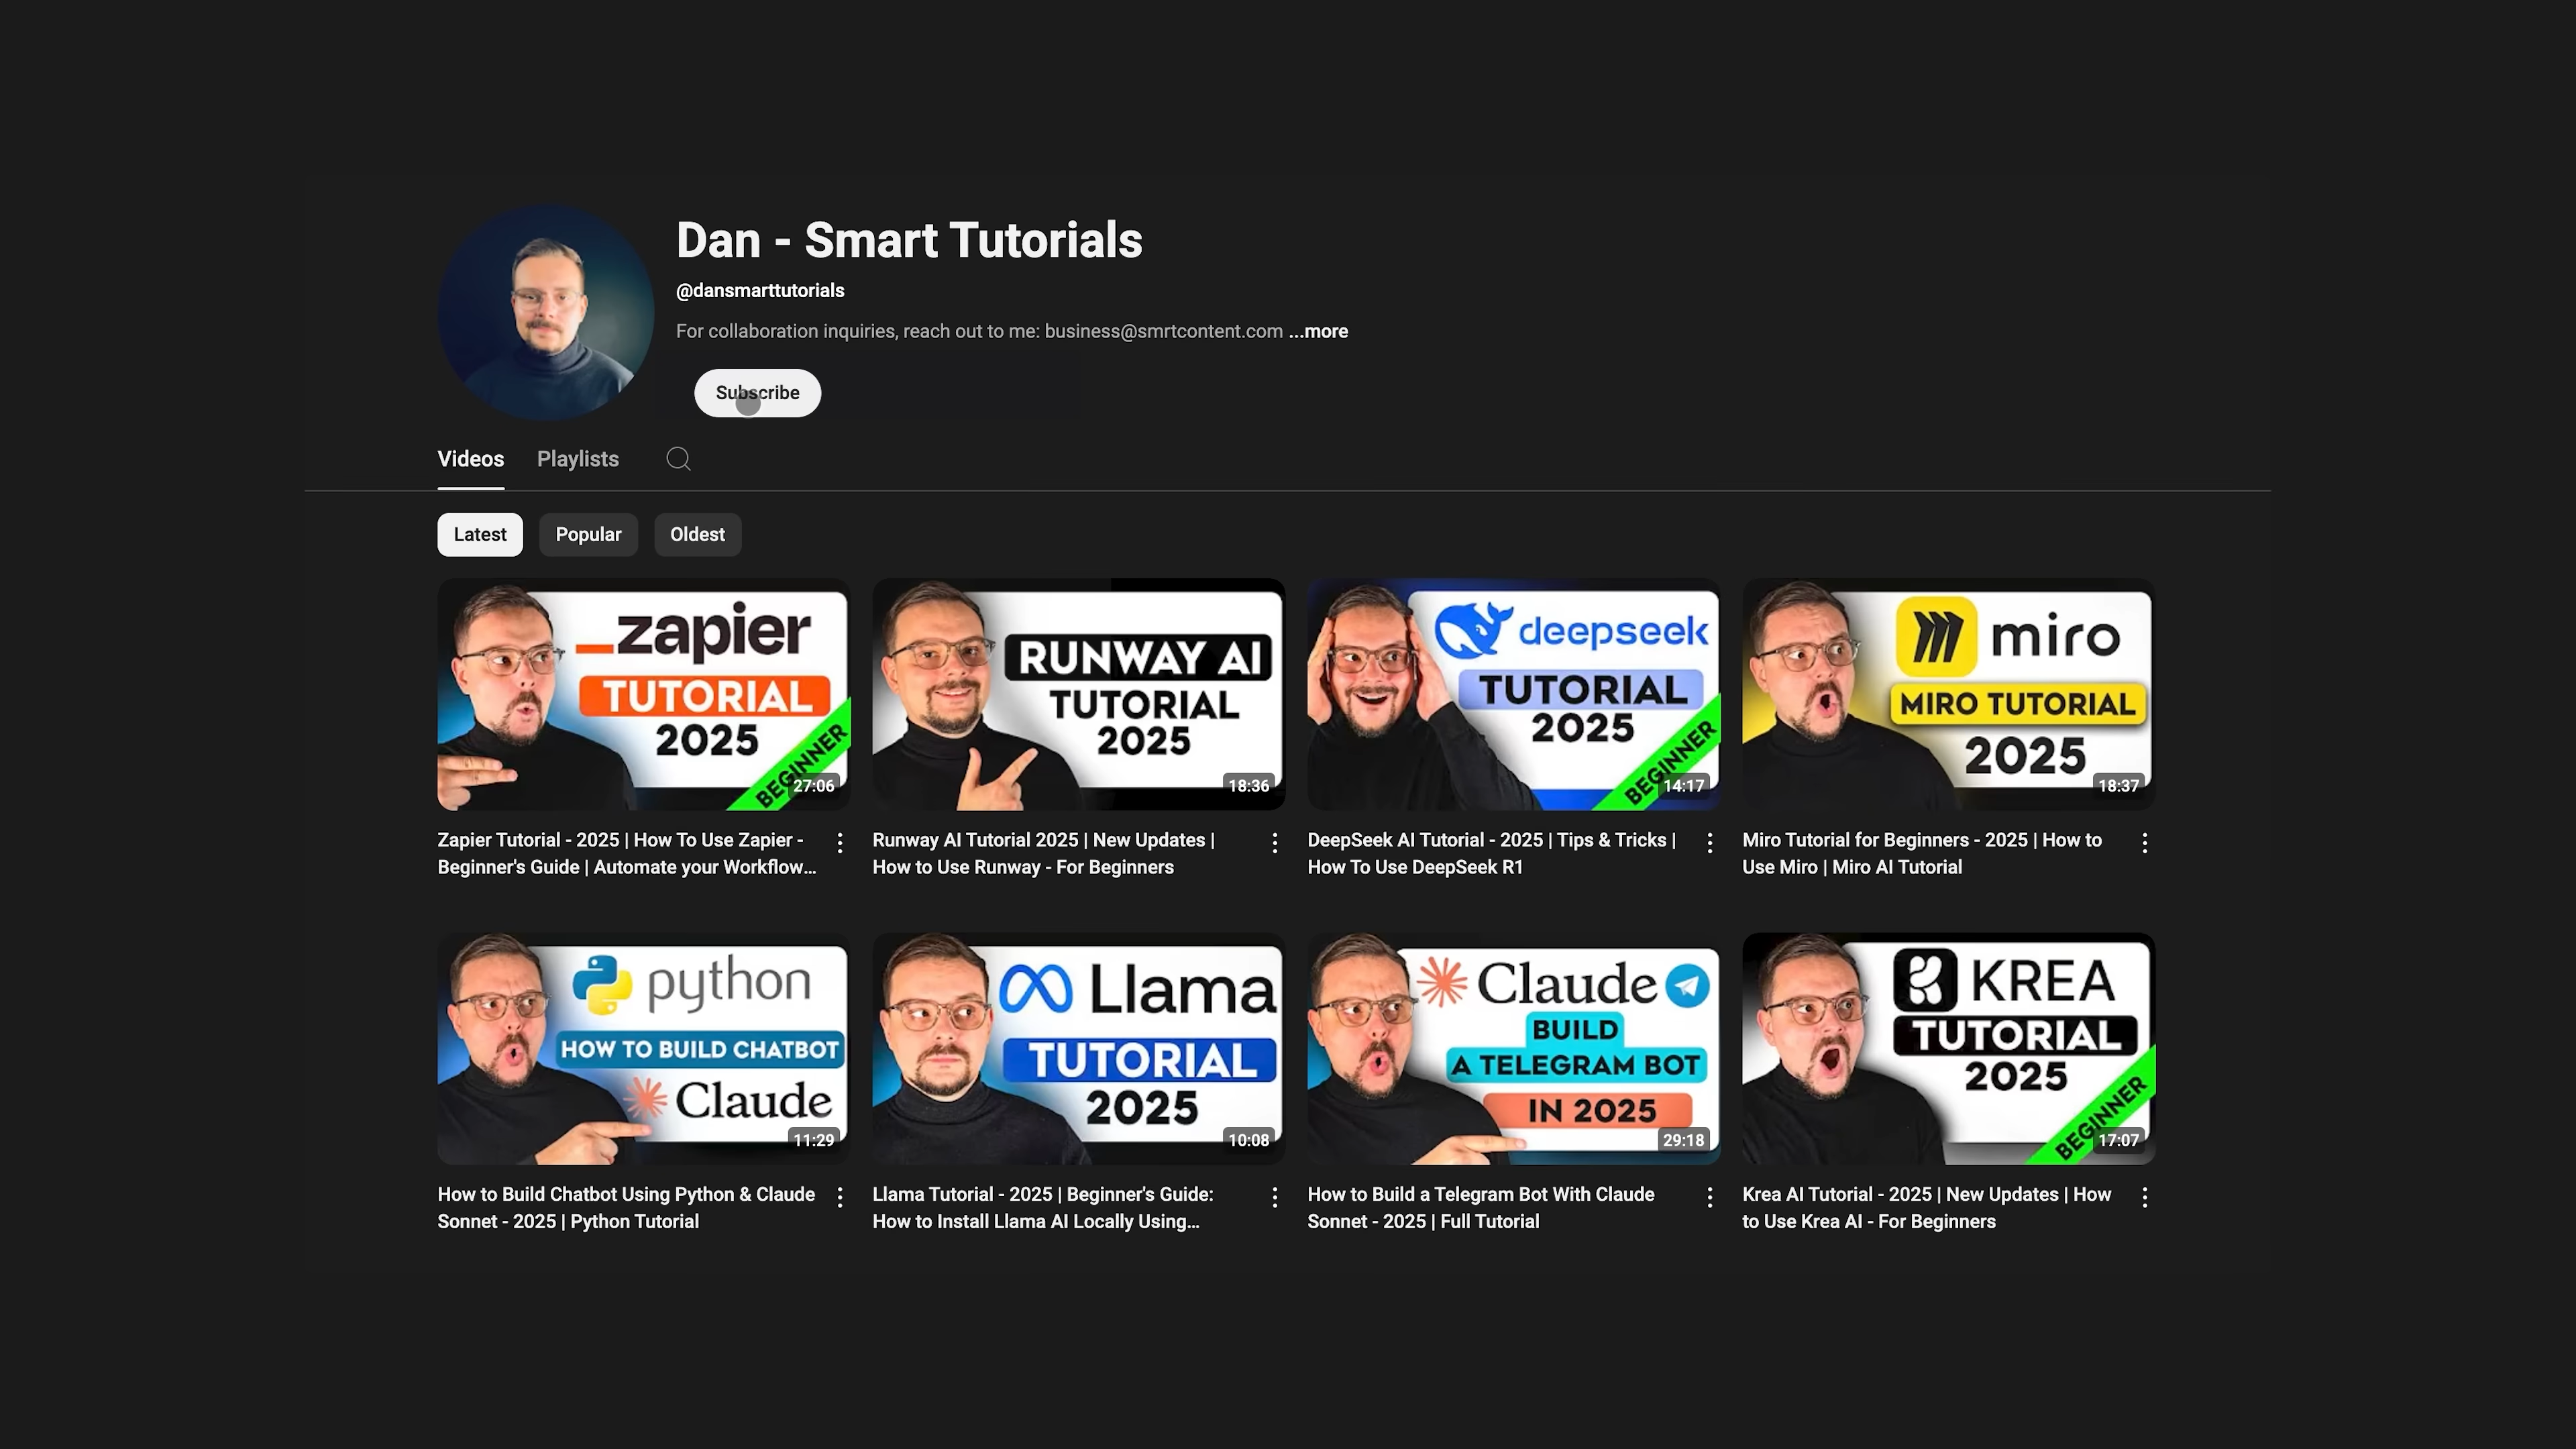 Dan - Smart Tutorials
@dansmarttutorials
For collaboration inquiries, reach out to me: business@smrtcontent.com ...more
Subscribe
Videos Playlists
Latest Popular Oldest
zapier
TUTORIAL
2025
BEGINNER
27:06
RUNWAY AI
TUTORIAL
2025
18:36
deepseek
TUTORIAL
2025
BEGINNER
14:17
miro
MIRO TUTORIAL
2025
18:37
Zapier Tutorial - 2025 | How To Use Zapier -
Beginner's Guide | Automate your Workflow...
Runway AI Tutorial 2025 | New Updates |
How to Use Runway - For Beginners
DeepSeek AI Tutorial - 2025 | Tips & Tricks |
How To Use DeepSeek R1
Miro Tutorial for Beginners - 2025 | How to
Use Miro | Miro AI Tutorial
python
HOW TO BUILD CHATBOT
Claude
11:29
Llama
TUTORIAL
2025
10:08
Claude
BUILD
A TELEGRAM BOT
IN 2025
29:18
KREA
TUTORIAL
2025
BEGINNER
17:07
How to Build Chatbot Using Python & Claude
Sonnet - 2025 | Python Tutorial
Llama Tutorial - 2025 | Beginner's Guide:
How to Install Llama AI Locally Using...
How to Build a Telegram Bot With Claude
Sonnet - 2025 | Full Tutorial
Krea AI Tutorial - 2025 | New Updates | How
to Use Krea AI - For Beginners